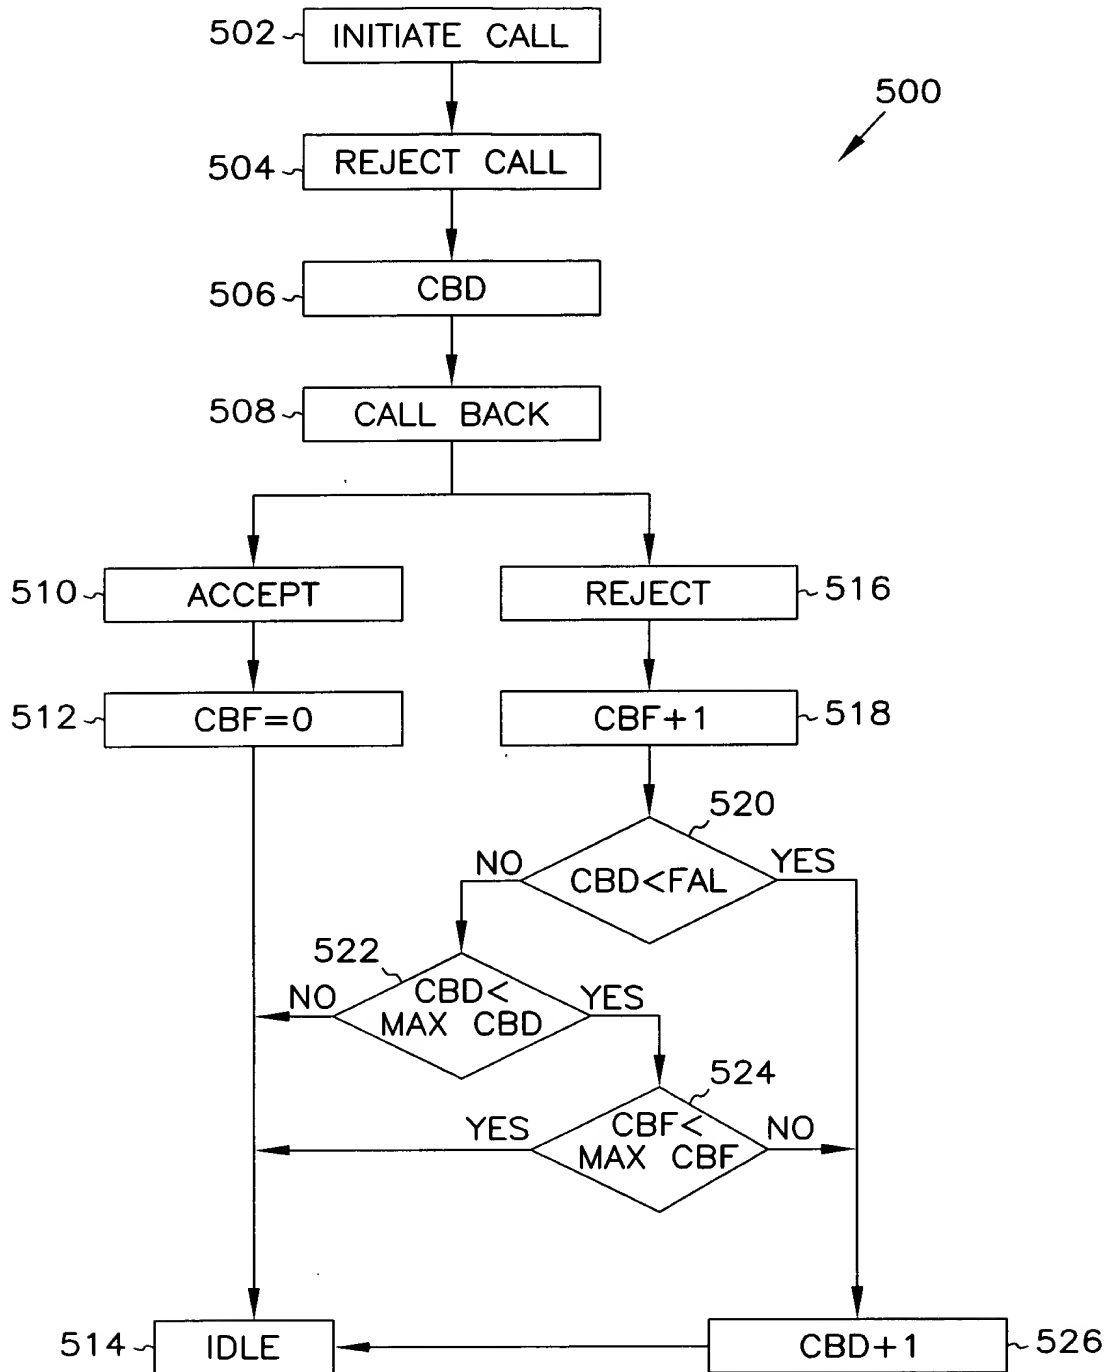 502 INITIATE CALL
500
504 REJECT CALL
506 CBD
508 CALL BACK
510 ACCEPT
REJECT 516
512 CBF=0
CBF+1 518
520
NO CBD<FAL YES
522
NO CBD<
MAX CBD YES
524
YES CBF<
MAX CBF NO
514 IDLE
CBD+1 526